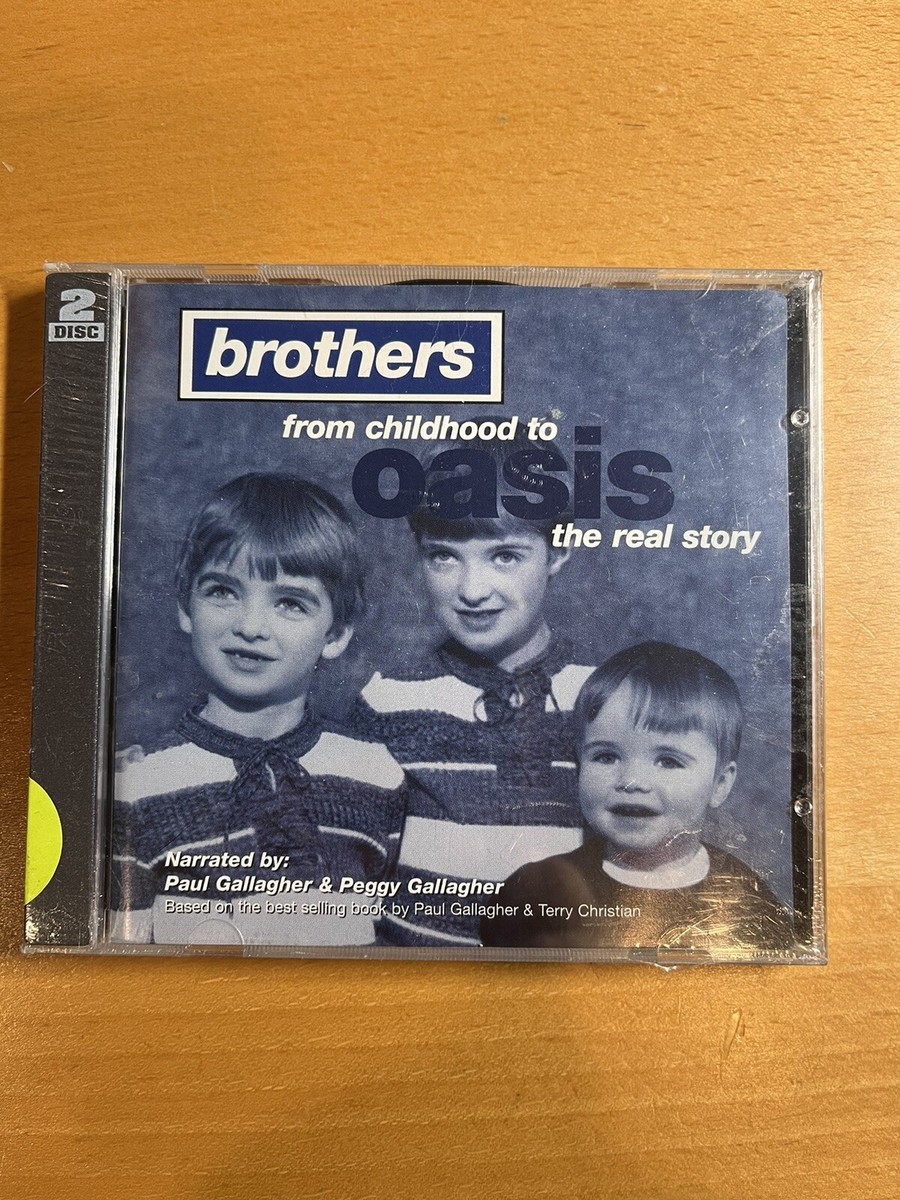 2
DISC
brothers
from childhood to
oasis
the real story
Narrated by:
Paul Gallagher & Peggy Gallagher
Based on the best selling book by Paul Gallagher & Terry Christian